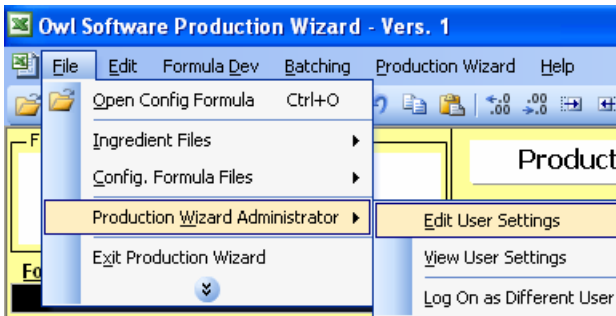 Owl Software Production Wizard - Vers. 1
File Edit Formula Dev Batching Production Wizard Help
Open Config Formula Ctrl+O
F
Ingredient Files
Product
Config. Formula Files
Production Wizard Administrator
Edit User Settings
Exit Production Wizard
View User Settings
Fo
Log On as Different User